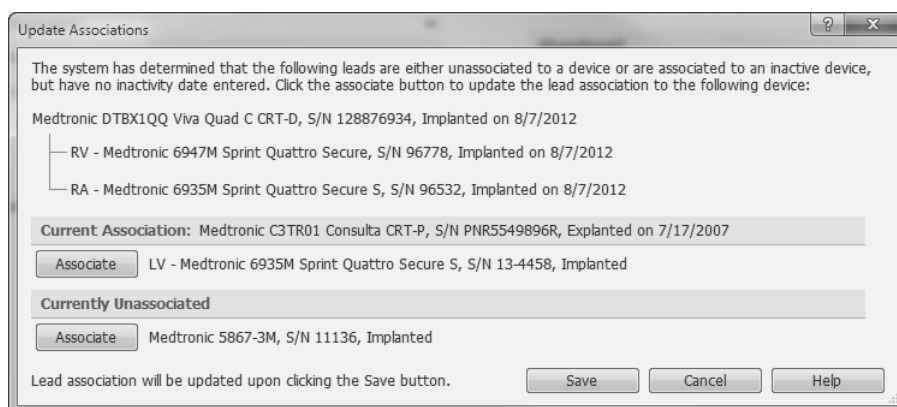 Update Associations
The system has determined that the following leads are either unassociated to a device or are associated to an inactive device,
but have no inactivity date entered. Click the associate button to update the lead association to the following device:
Medtronic DTBX1QQ Viva Quad C CRT-D, S/N 128876934, Implanted on 8/7/2012
RV - Medtronic 6947M Sprint Quattro Secure, S/N 96778, Implanted on 8/7/2012
RA - Medtronic 6935M Sprint Quattro Secure S, S/N 96532, Implanted on 8/7/2012
Current Association: Medtronic C3TR01 Consulta CRT-P, S/N PNR5549896R, Explanted on 7/17/2007
Associate LV - Medtronic 6935M Sprint Quattro Secure S, S/N 13-4458, Implanted
Currently Unassociated
Associate Medtronic 5867-3M, S/N 11136, Implanted
Lead association will be updated upon clicking the Save button. Save Cancel Help